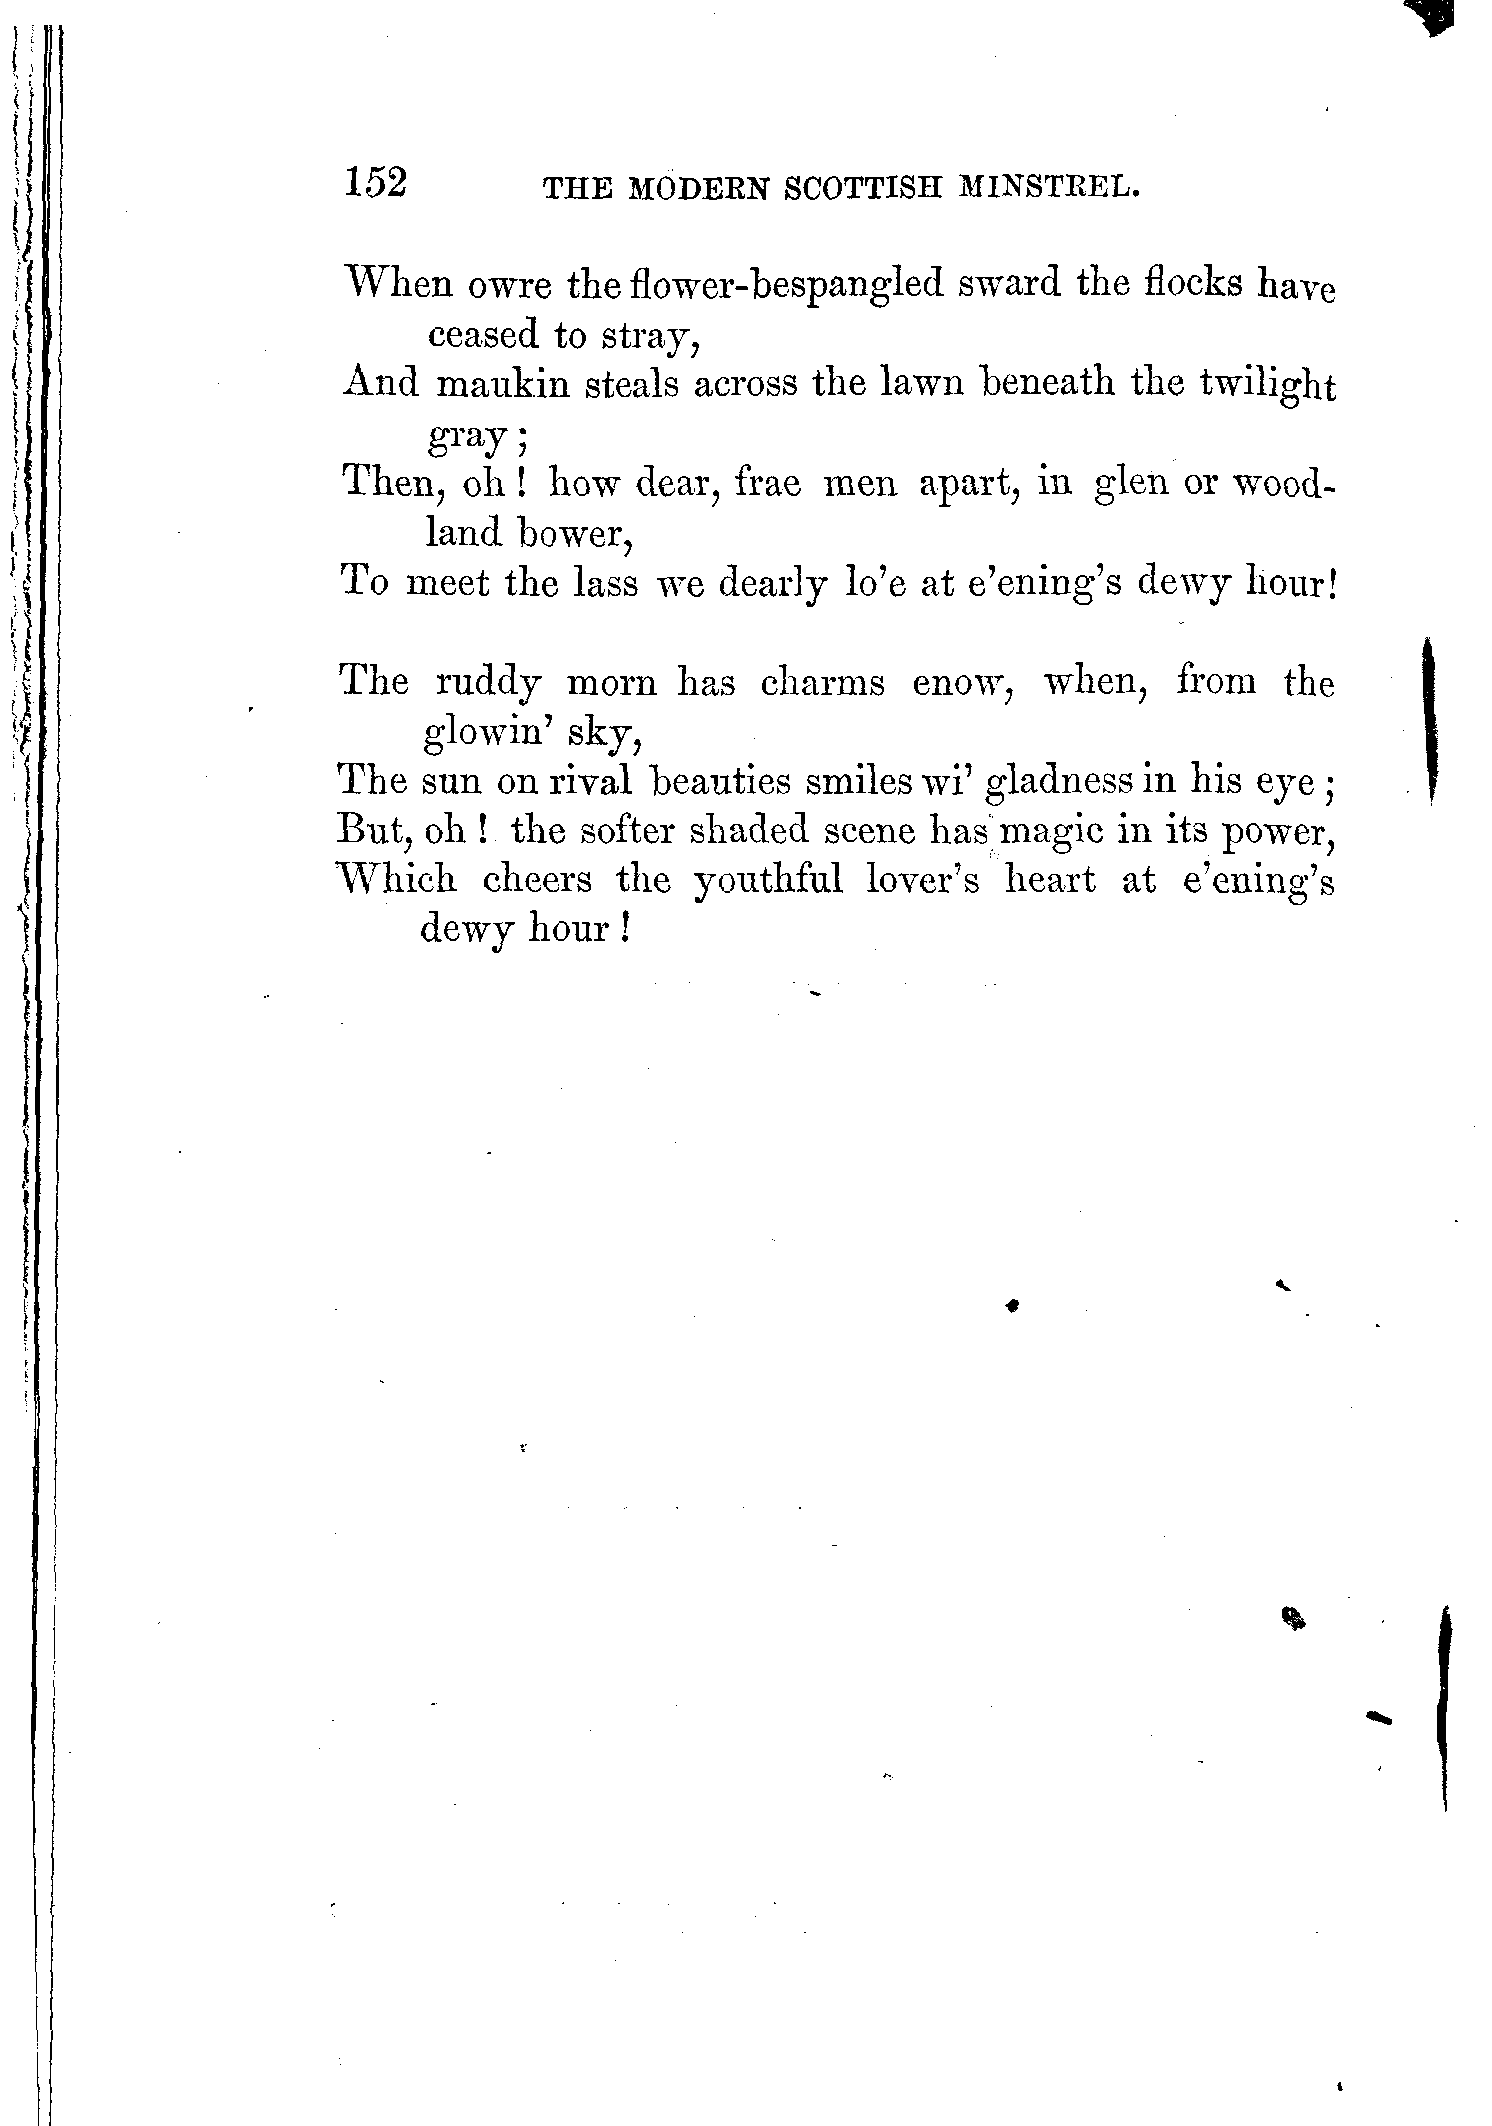 152 THE MODERN SCOTTISH MINSTREL.
When owre the flower-bespangled sward the flocks have
ceased to stray,
And maukin steals across the lawn beneath the twilight
gray ;
Then, oh ! how dear, frae men apart, in glen or wood-
land bower,
To meet the lass we dearly lo'e at e'ening's dewy hour!
The ruddy morn has charms enow, when, from the
glowin' sky,
The sun on rival beauties smiles wi' gladness in his eye ;
But, oh ! the softer shaded scene has magic in its power,
Which cheers the youthful lover's heart at e'ening's
dewy hour !